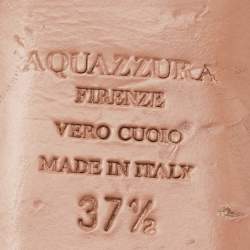 AQUAZZURA
FIRENZE
VERO CUOIO
MADE IN ITALY
37½